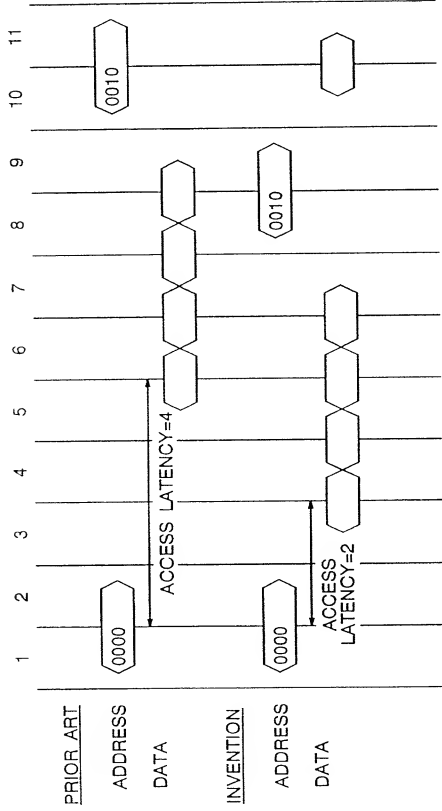 1 2 3 4 5 6 7 8 9 10 11
PRIOR ART
ADDRESS
0000
0010
DATA
ACCESS LATENCY=4
INVENTION
ADDRESS
0000
0010
DATA
ACCESS
LATENCY=2